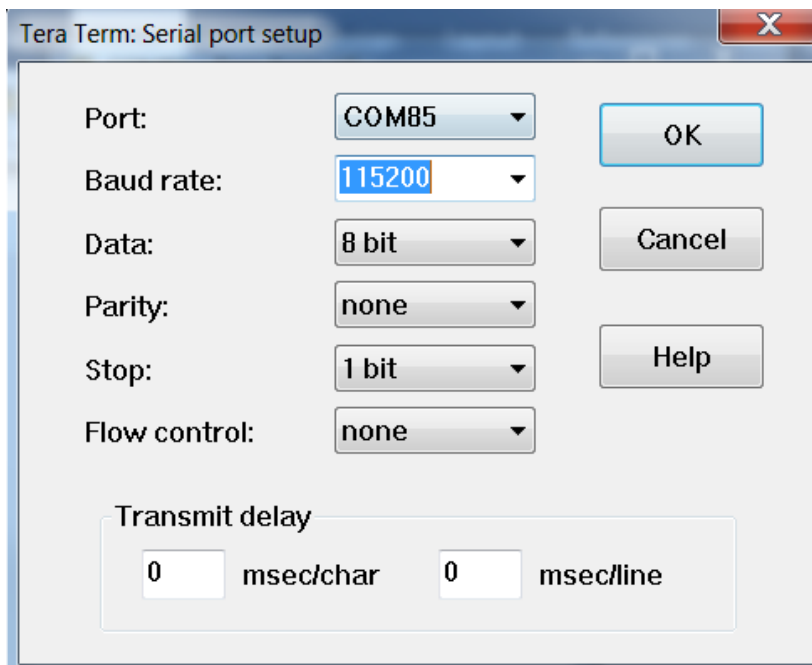 Tera Term: Serial port setup
X
Port: COM85 OK
Baud rate: 115200
Data: 8 bit Cancel
Parity: none
Stop: 1 bit Help
Flow control: none
Transmit delay
0 msec/char 0 msec/line